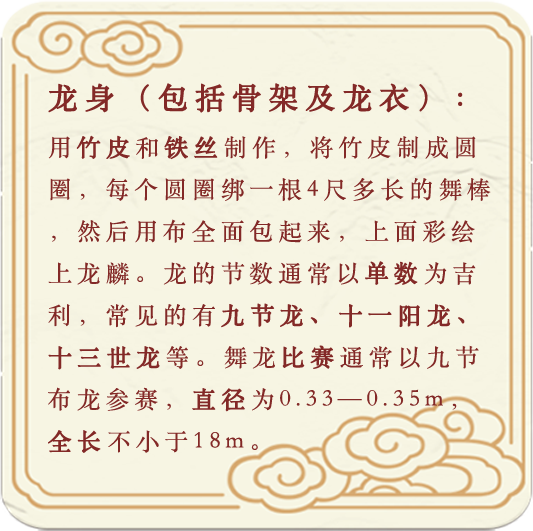 龙身（包括骨架及龙衣）：
用竹皮和铁丝制作，将竹皮制成圆
圈，每个圆圈绑一根4尺多长的舞棒
，然后用布全面包起来，上面彩绘
上龙麟。龙的节数通常以单数为吉
利，常见的有九节龙、十一阳龙、
十三世龙等。舞龙比赛通常以九节
布龙参赛，直径为0.33—0.35m，
全长不小于18m。